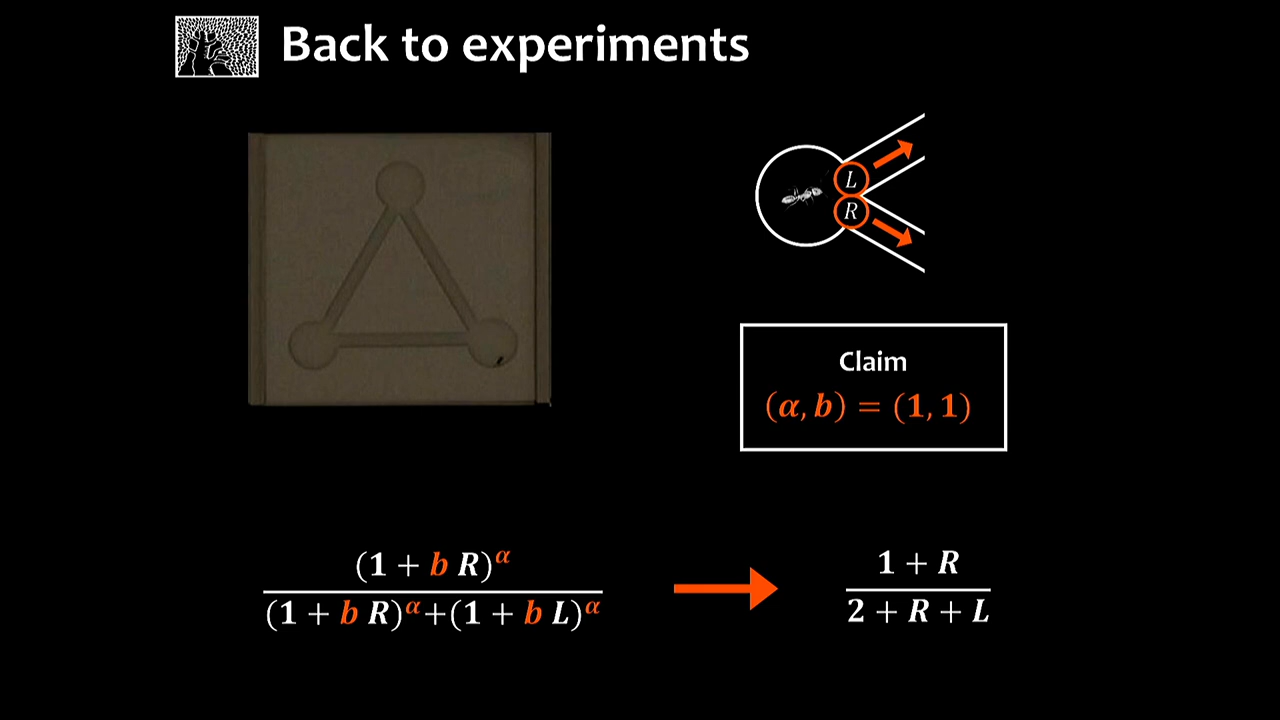 Back to experiments
L
R
Claim
(α, b) = (1, 1)
(1 + b R)^α
(1 + b R)^α+(1 + b L)^α
1 + R
2 + R + L